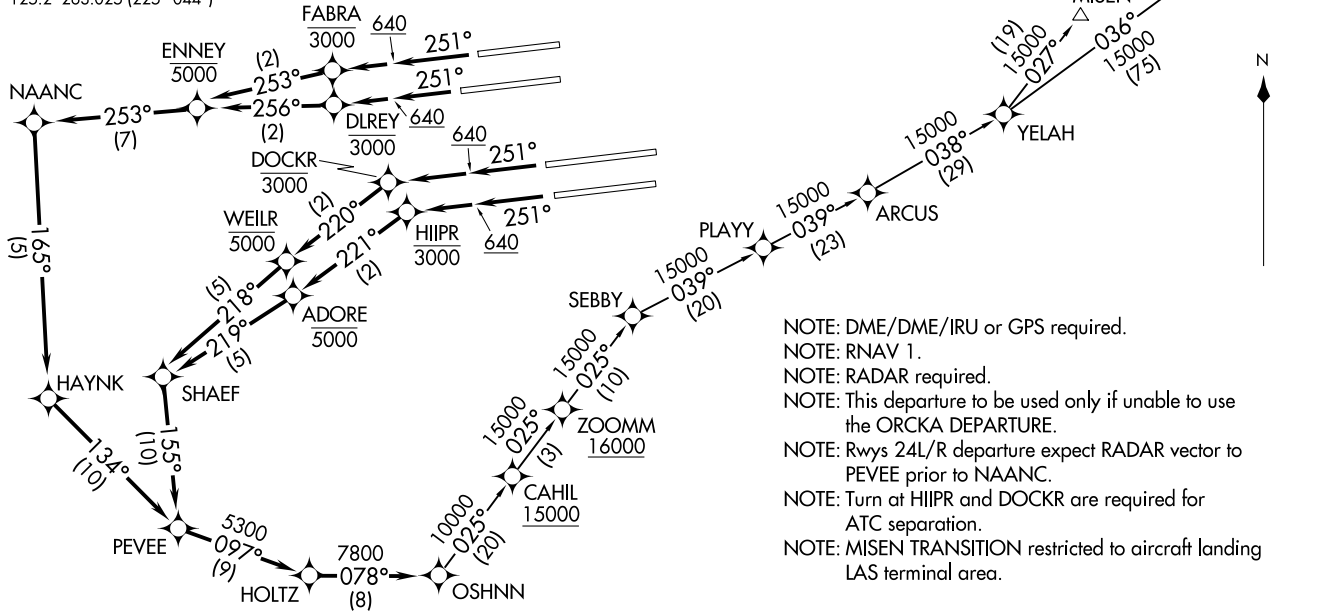 FABRA
3000
640
251°
MISEN
(19)
15000
027°
036°
15000
(75)
ENNEY
5000
(2)
253°
251°
N
NAANC
253°
(7)
256°
(2)
DLREY
3000
640
15000
038°
(29)
YELAH
DOCKR
3000
640
251°
(2)
220°
WEILR
5000
HIIPR
3000
251°
640
221°
(2)
15000
039°
(23)
ARCUS
PLAYY
165°
(5)
15000
039°
(20)
(5)
218°
219°
(5)
ADORE
5000
SEBBY
HAYNK
SHAEF
15000
025°
(10)
ZOOMM
16000
134°
(10)
155°
(10)
15000
025°
(3)
CAHIL
15000
PEVEE
5300
097°
(9)
10000
025°
(20)
HOLTZ
7800
078°
(8)
OSHNN
NOTE: DME/DME/IRU or GPS required.
NOTE: RNAV 1.
NOTE: RADAR required.
NOTE: This departure to be used only if unable to use
the ORCKA DEPARTURE.
NOTE: Rwys 24L/R departure expect RADAR vector to
PEVEE prior to NAANC.
NOTE: Turn at HIIPR and DOCKR are required for
ATC separation.
NOTE: MISEN TRANSITION restricted to aircraft landing
LAS terminal area.